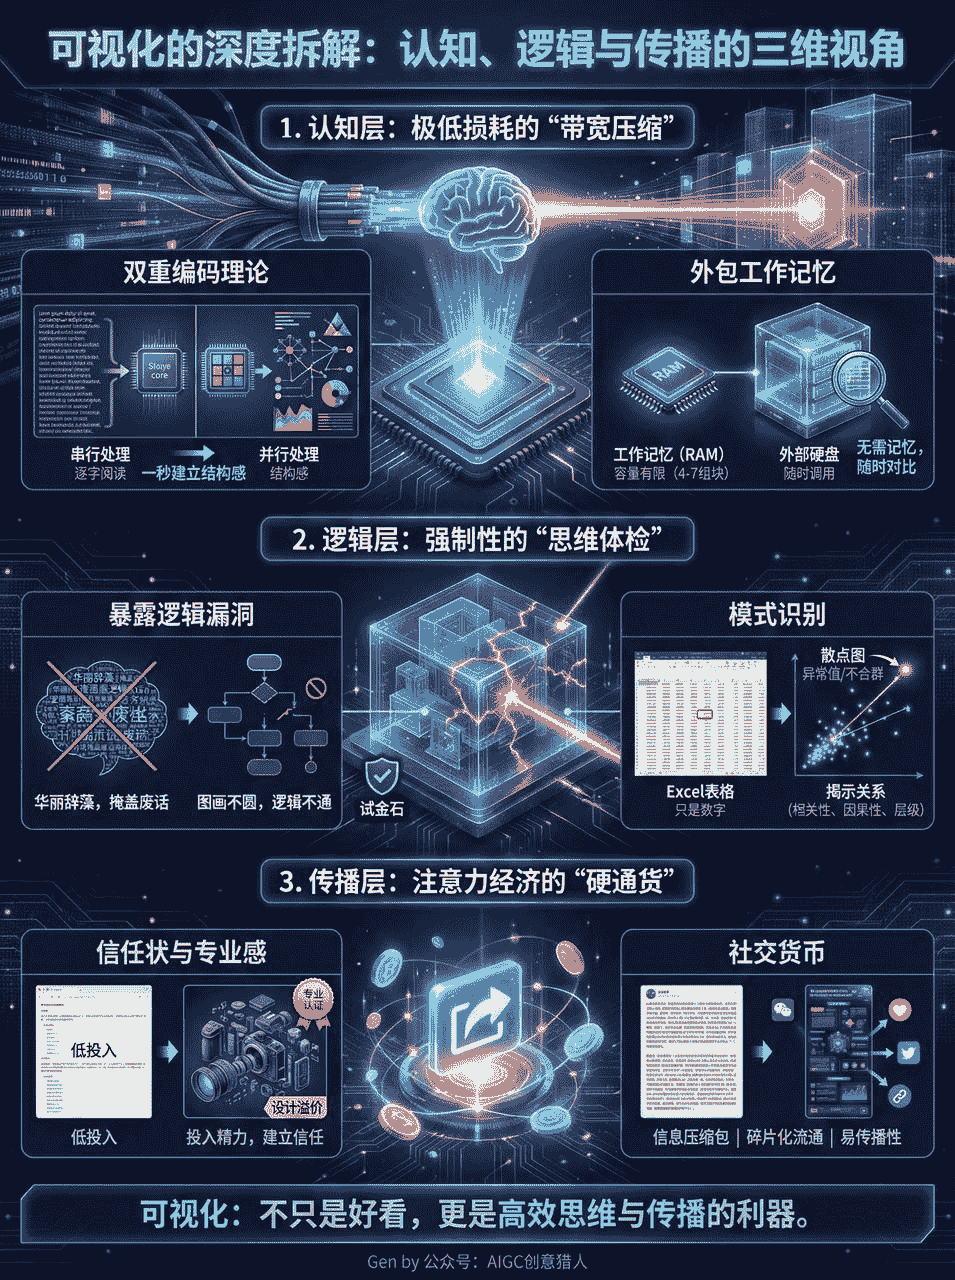 可视化的深度拆解：认知、逻辑与传播的三维视角
1. 认知层：极低损耗的“带宽压缩”
双重编码理论
core
串行处理
逐字阅读
一秒建立结构感
并行处理
结构感
外包工作记忆
RAM
工作记忆（RAM）
容量有限（4-7组块）
外部硬盘
随时调用
无需记忆，
随时对比
2. 逻辑层：强制性的“思维体检”
暴露逻辑漏洞
华丽辞藻
华丽辞藻，掩盖废话
图画不圆，逻辑不通
试金石
模式识别
散点图
异常值/不合群
Excel表格
只是数字
揭示关系
（相关性、因果性、层级）
3. 传播层：注意力经济的“硬通货”
信任状与专业感
低投入
专业
认证
设计溢价
低投入
投入精力，建立信任
社交货币
信息压缩包｜碎片化流通｜易传播性
可视化：不只是好看，更是高效思维与传播的利器。
Gen by 公众号：AIGC创意猎人